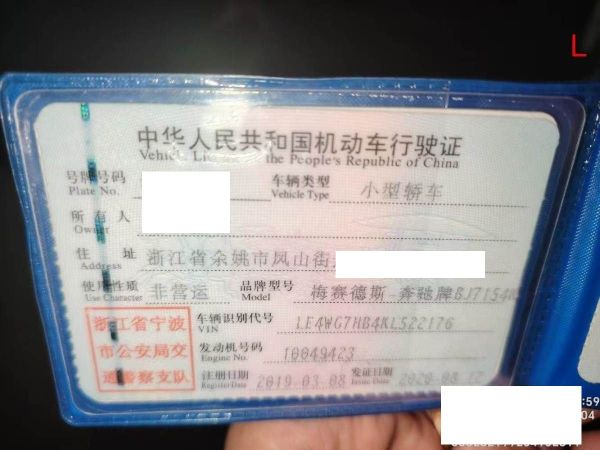 L
中华人民共和国机动车行驶证
Vehicle Li the People's Republic of China
号牌号码 车辆类型 小型轿车
Plate No. Vehicle Type
所有人
Owner
住址 浙江省余姚市凤山街
Address
使用性质 非营运 品牌型号 梅赛德斯-奔驰牌BJ7154
Use Character Model
浙江省宁波 车辆识别代号 LE4WG7HB4KL522176
VIN
市公安局交 发动机号码 10049423
Engine No.
通警察支队 注册日期 2019-03-08 发证日期
Register Date Issue Date
:59
04